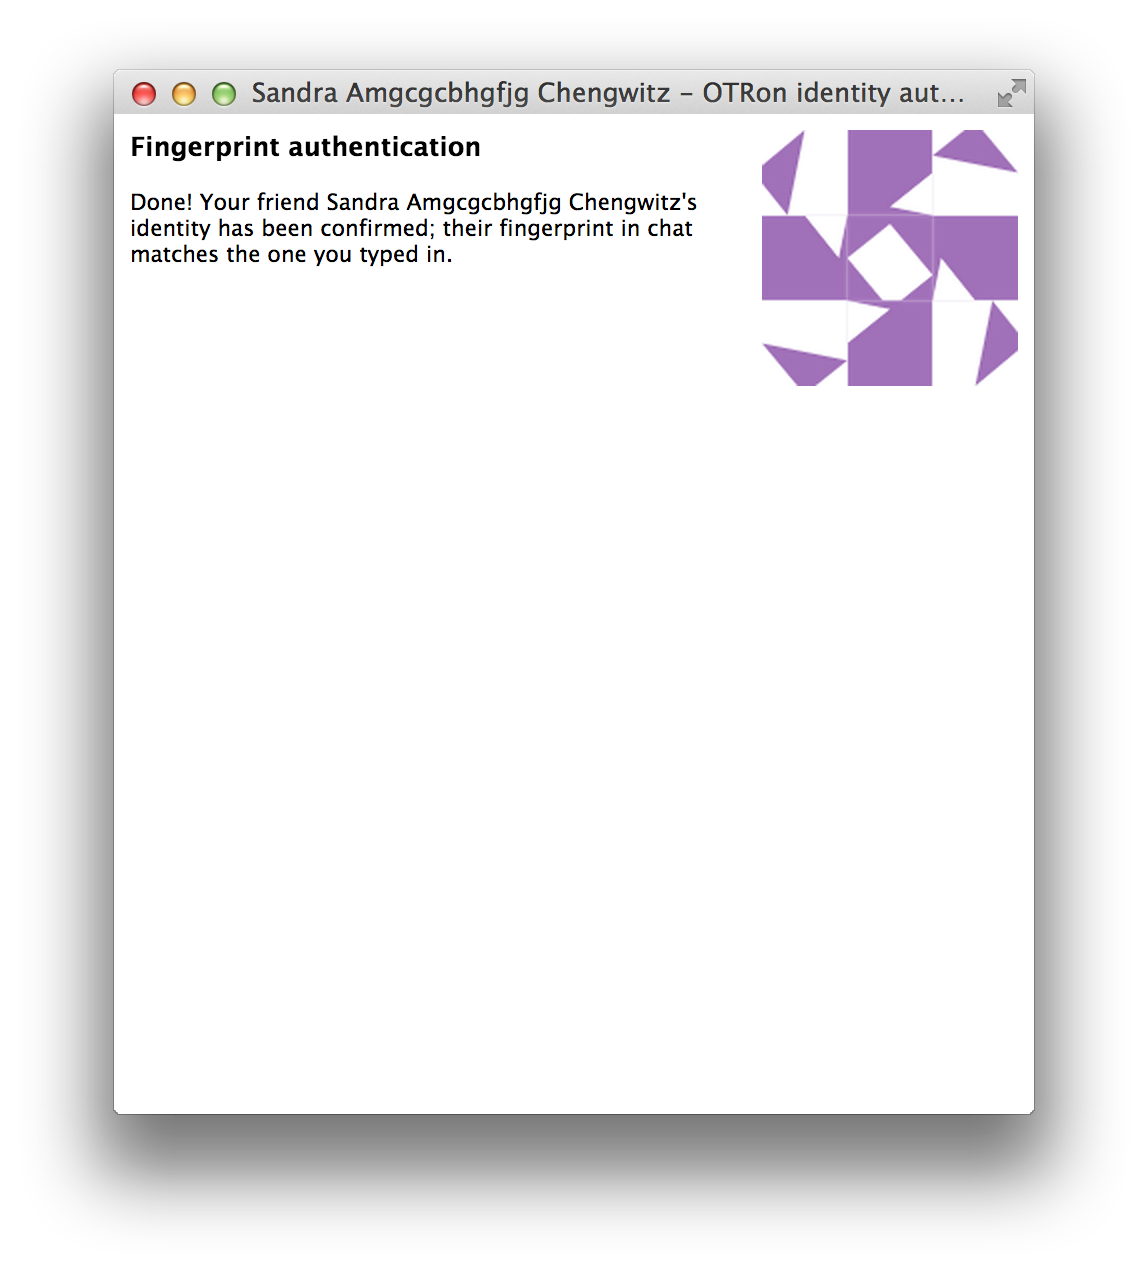 Sandra Amgcgcbhgfjg Chengwitz – OTRon identity aut...
Fingerprint authentication
Done! Your friend Sandra Amgcgcbhgfjg Chengwitz's
identity has been confirmed; their fingerprint in chat
matches the one you typed in.